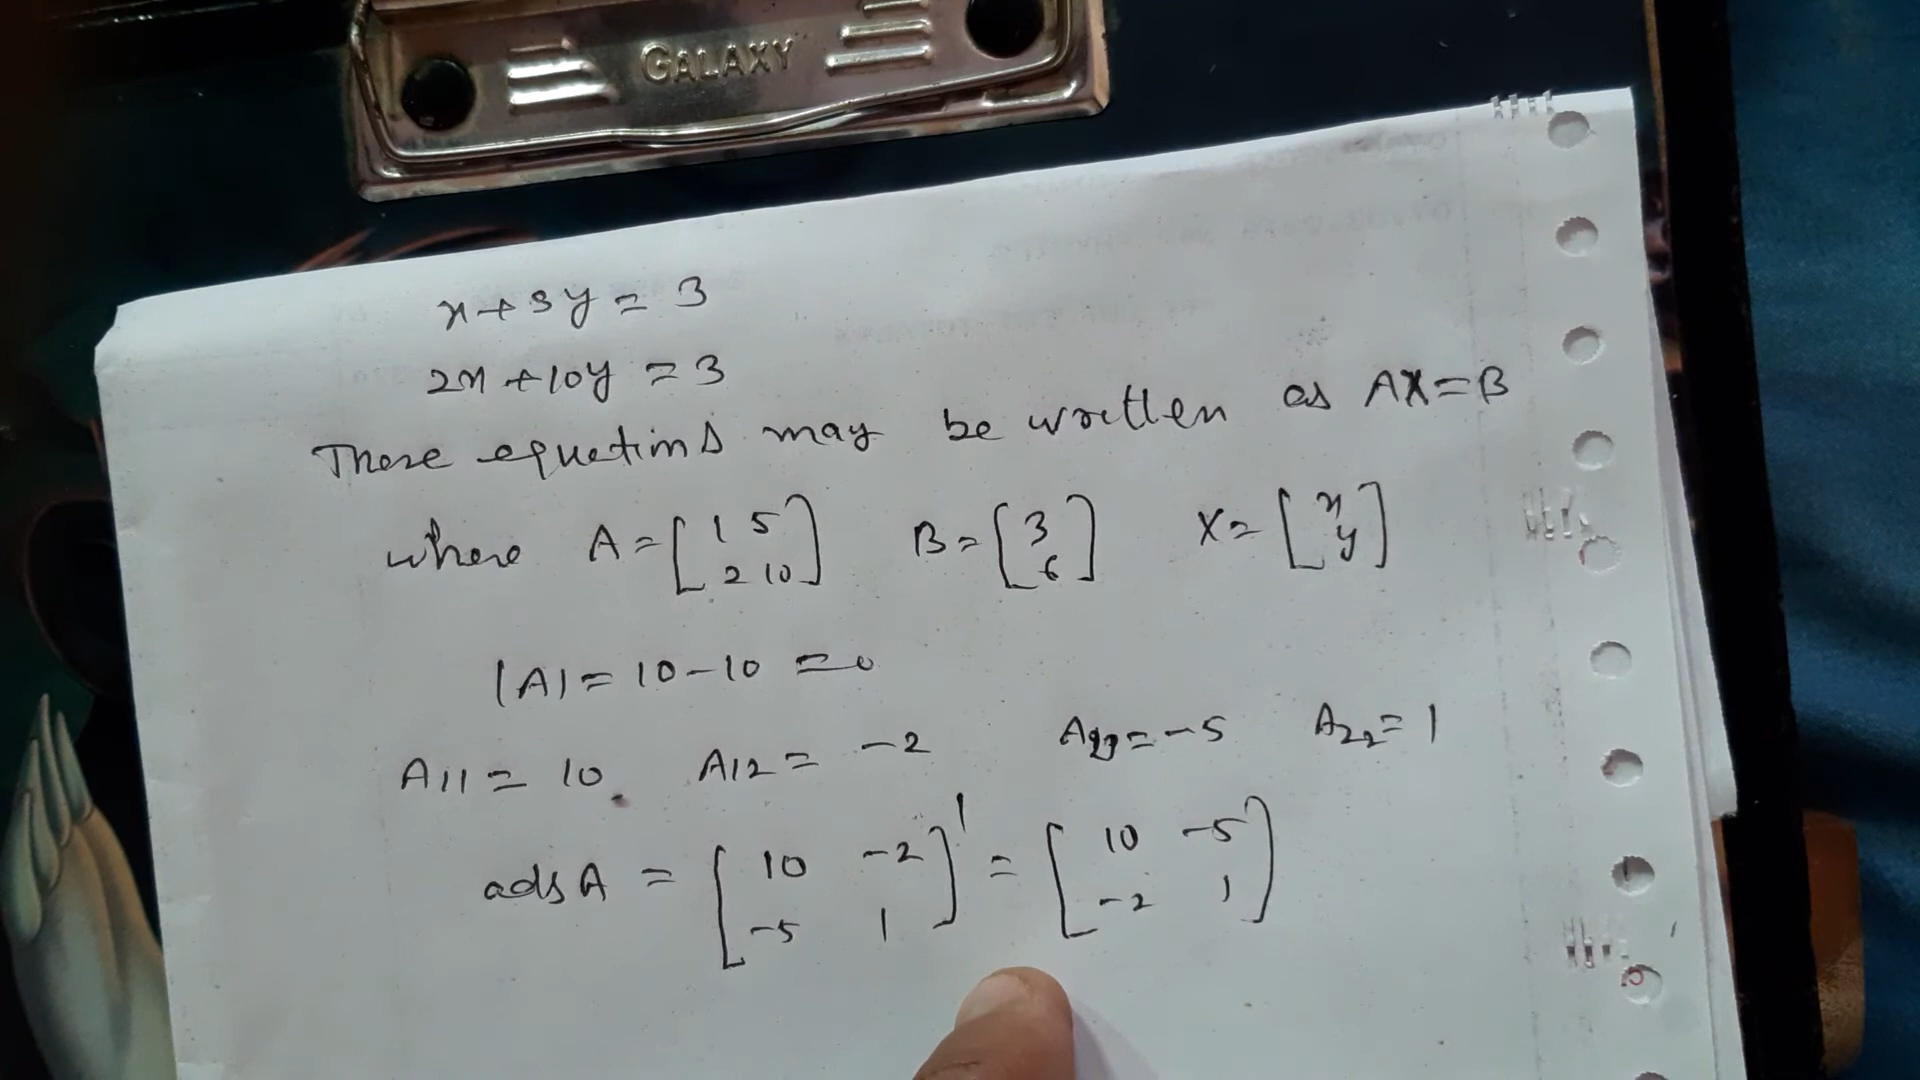 GALAXY
x + 3y = 3
2x + 10y = 3
These equations may be written as AX = B
where A = [1 5 2 10] B = [3 6] X = [x y]
|A| = 10 - 10 = 0
A11 = 10. A12 = -2 = -5 A22 = 1
adj A = [10 -2 -5 1]' = [10 -5 -2 1]